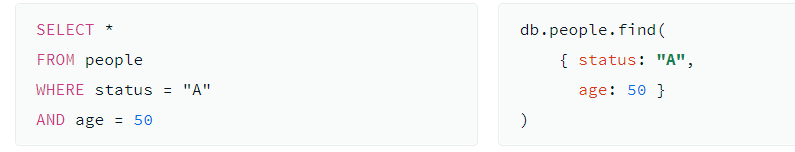 SELECT *
FROM people
WHERE status = "A"
AND age = 50
db.people.find(
    { status: "A",
      age: 50 }
)